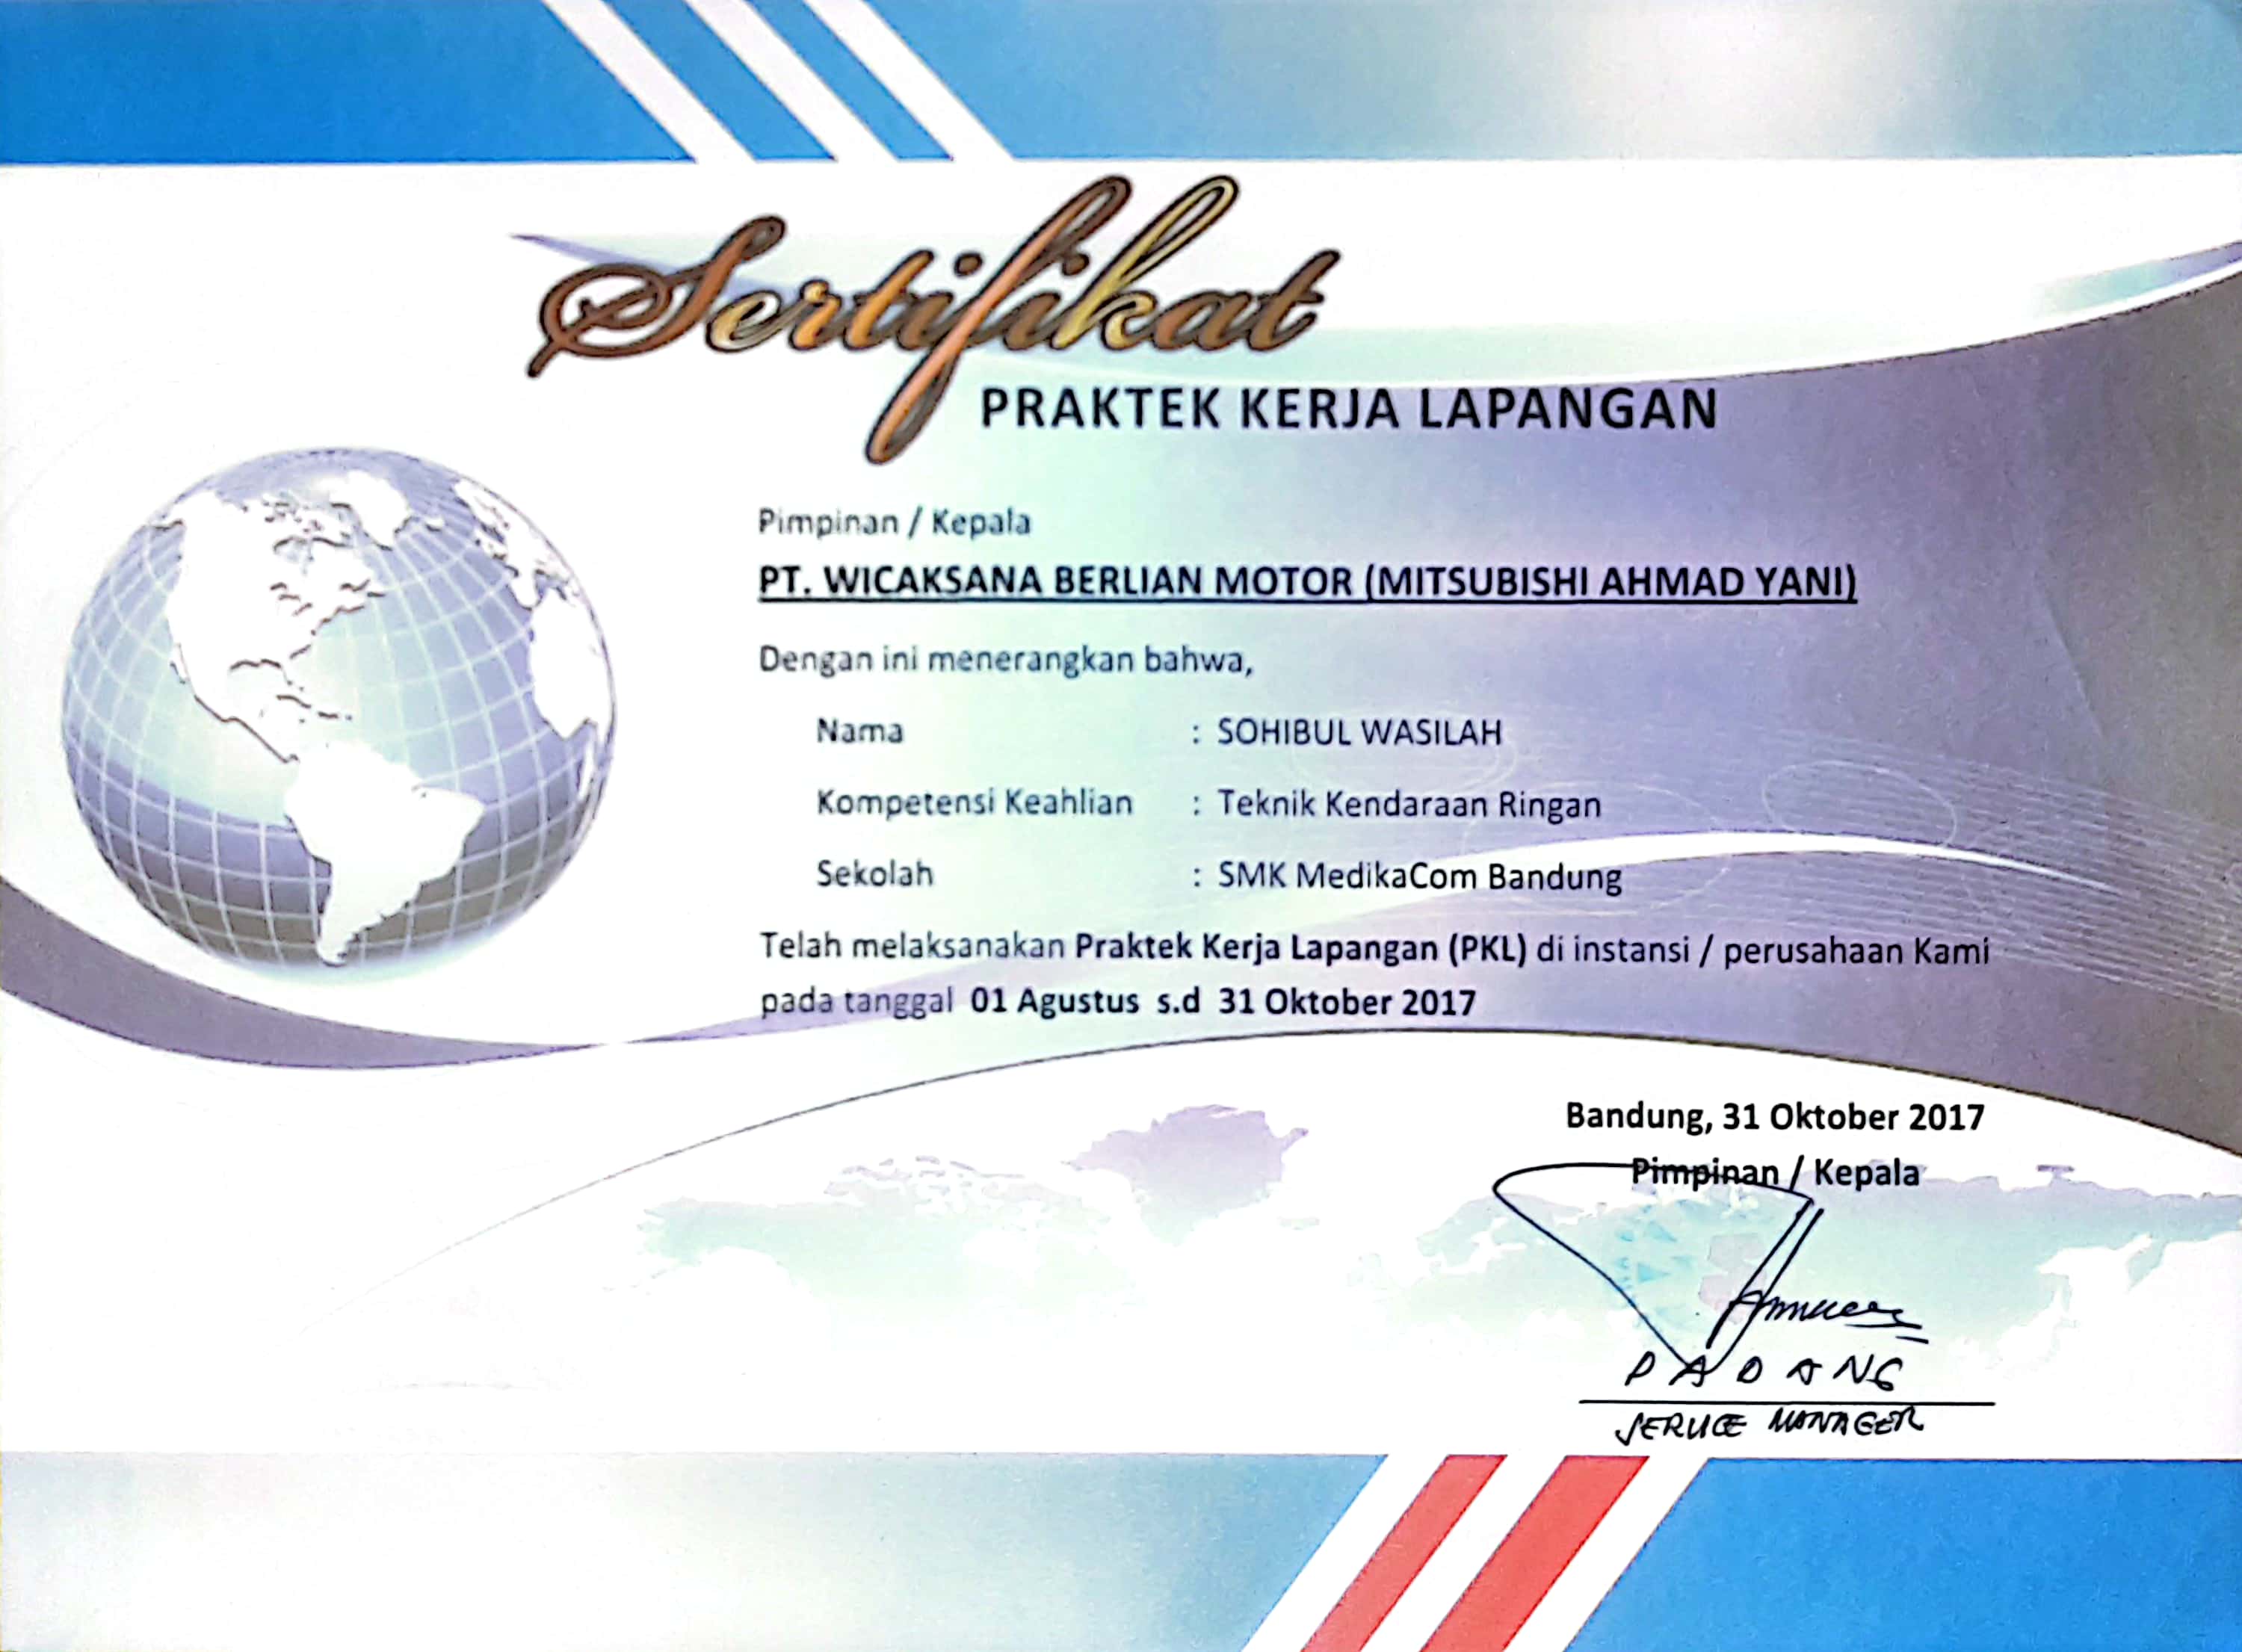 Sertifikat
PRAKTEK KERJA LAPANGAN
Pimpinan / Kepala
PT. WICAKSANA BERLIAN MOTOR (MITSUBISHI AHMAD YANI)
Dengan ini menerangkan bahwa,
Nama : SOHIBUL WASILAH
Kompetensi Keahlian : Teknik Kendaraan Ringan
Sekolah : SMK MedikaCom Bandung
Telah melaksanakan Praktek Kerja Lapangan (PKL) di instansi / perusahaan Kami
pada tanggal 01 Agustus s.d 31 Oktober 2017
Bandung, 31 Oktober 2017
Pimpinan / Kepala
PADANG
SERVICE MANAGER